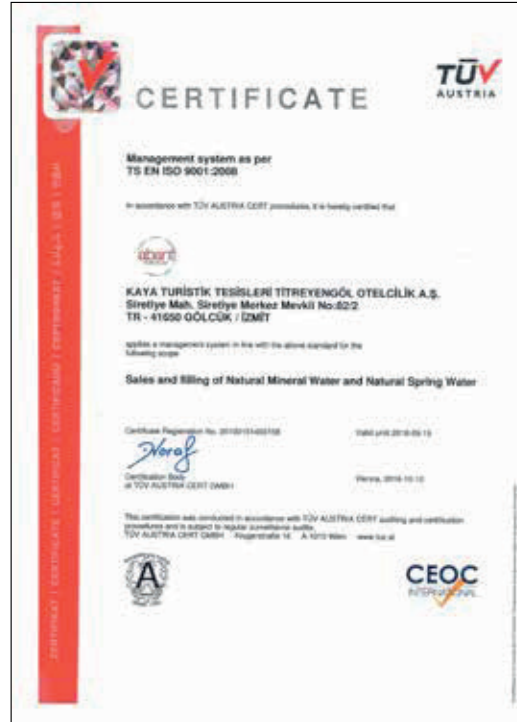 CERTIFICATE
TÜV
AUSTRIA
Management system as per
TS EN ISO 9001:2008
In accordance with TÜV AUSTRIA CERT procedures, it is hereby certified that
abant
KAYA TURİSTİK TESİSLERİ TİTREYENGÖL OTELCİLİK A.Ş.
Siretiye Mah. Siretiye Merkez Mevkii No:82/2
TR - 41650 GÖLCÜK / İZMİT
applies a management system in line with the above standard for the
following scope
Sales and filling of Natural Mineral Water and Natural Spring Water
Certificate Registration No.
Valid until
Certification Body
at TÜV AUSTRIA CERT GMBH
Vienna,
This certification was conducted in accordance with TÜV AUSTRIA CERT auditing and certification
procedures and is subject to regular surveillance audits.
TÜV AUSTRIA CERT GMBH
A
CEOC
INTERNATIONAL